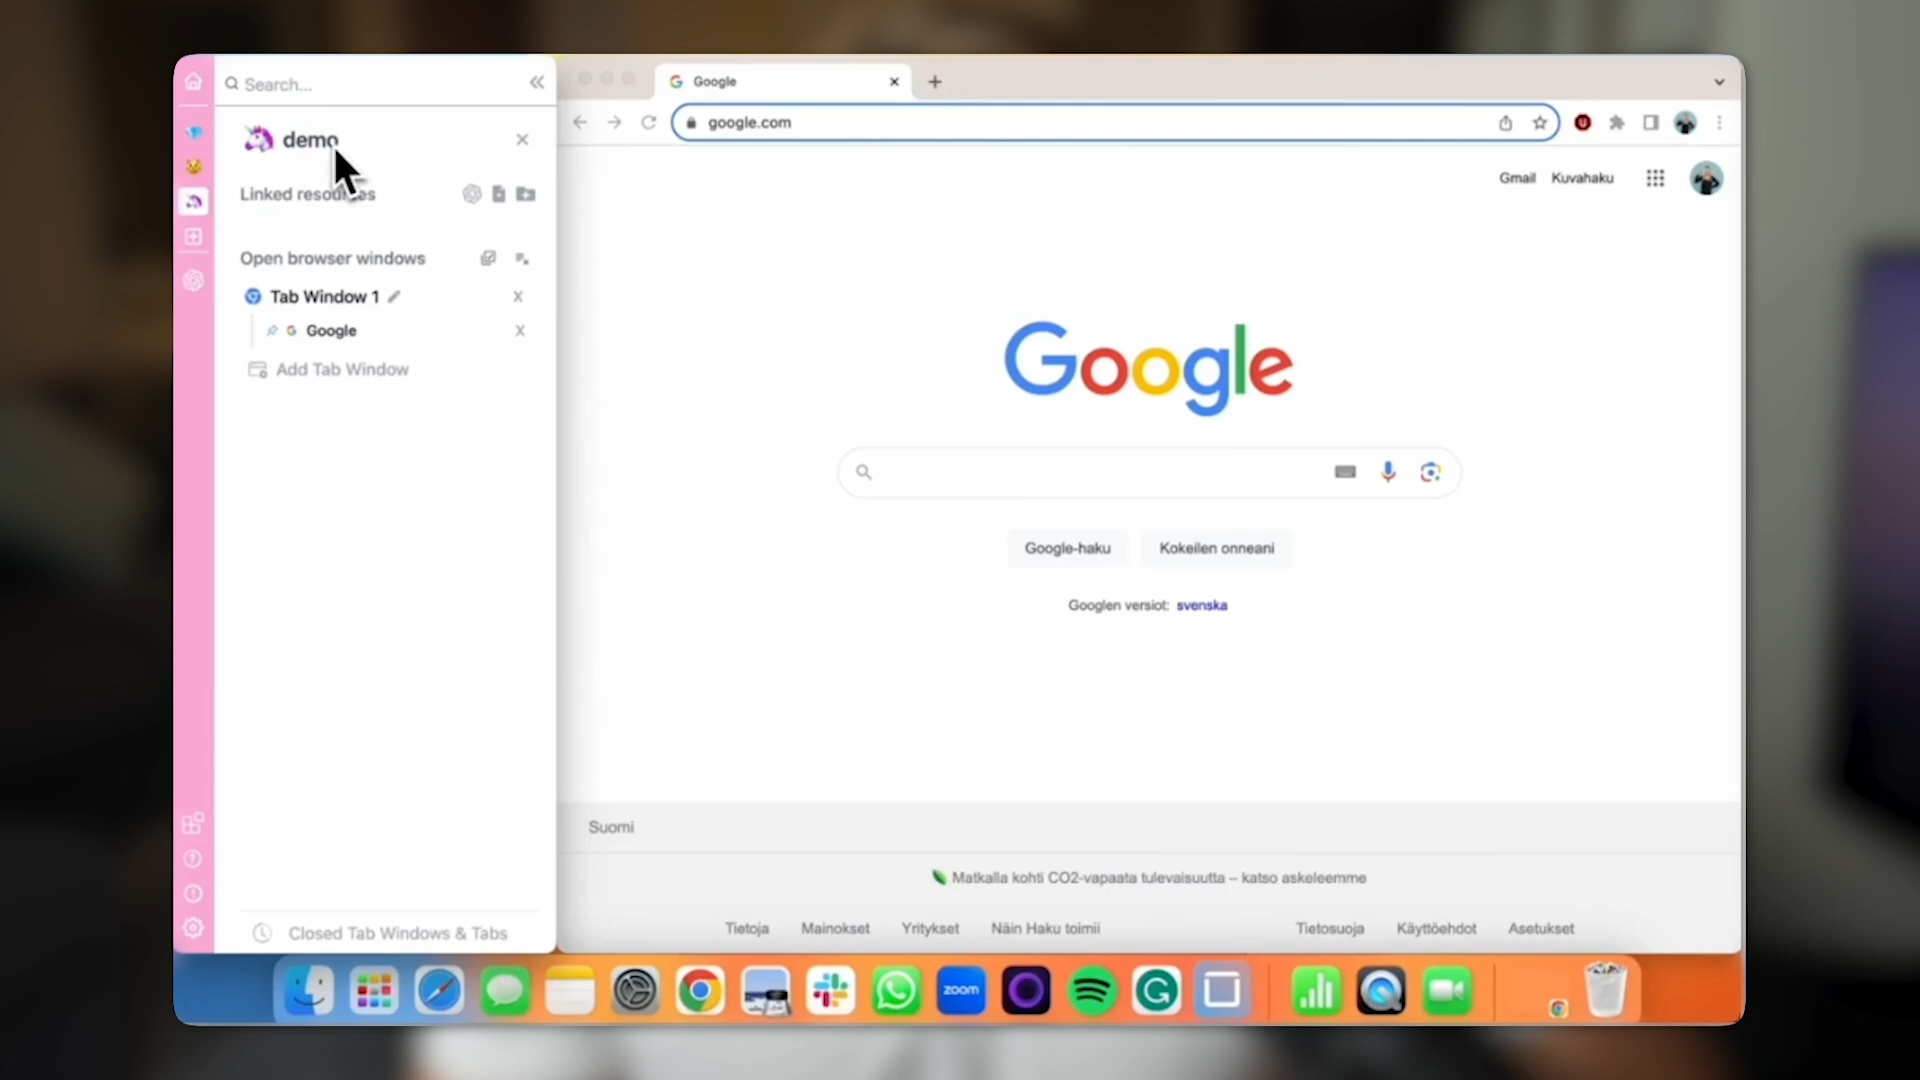 Search...
demo
Linked resources
Open browser windows
Tab Window 1
Google
Add Tab Window
Closed Tab Windows & Tabs
Google
google.com
Gmail Kuvahaku
Google
Google-haku Kokeilen onneani
Googlen versiot: svenska
Suomi
Matkalla kohti CO2-vapaata tulevaisuutta – katso askeleemme
Tietoja Mainokset Yritykset Näin Haku toimii Tietosuoja Käyttöehdot Asetukset
zoom